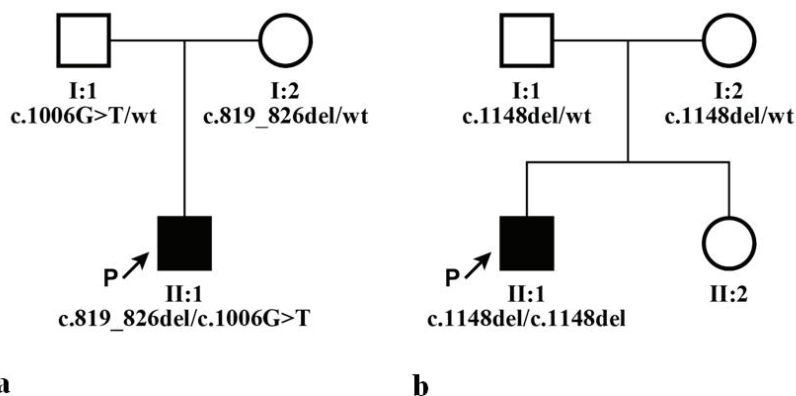 I:1 I:2 I:1 I:2
c.1006G>T/wt c.819_826del/wt c.1148del/wt c.1148del/wt
P P
II:1 II:1 II:2
c.819_826del/c.1006G>T c.1148del/c.1148del
a b